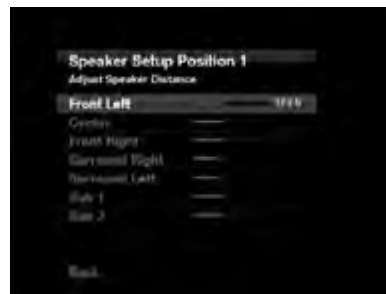 Speaker Setup Position 1
Adjust Speaker Distance
Front Left
Center
Front Right
Surround Right
Surround Left
Sub 1
Sub 2
Back